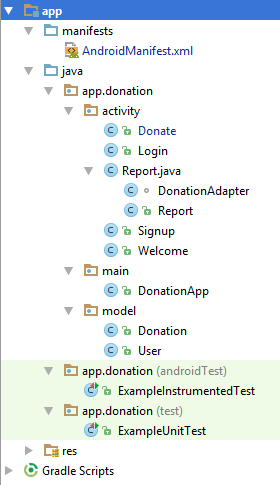 app
manifests
AndroidManifest.xml
java
app.donation
activity
Donate
Login
Report.java
DonationAdapter
Report
Signup
Welcome
main
DonationApp
model
Donation
User
app.donation (androidTest)
ExampleInstrumentedTest
app.donation (test)
ExampleUnitTest
res
Gradle Scripts